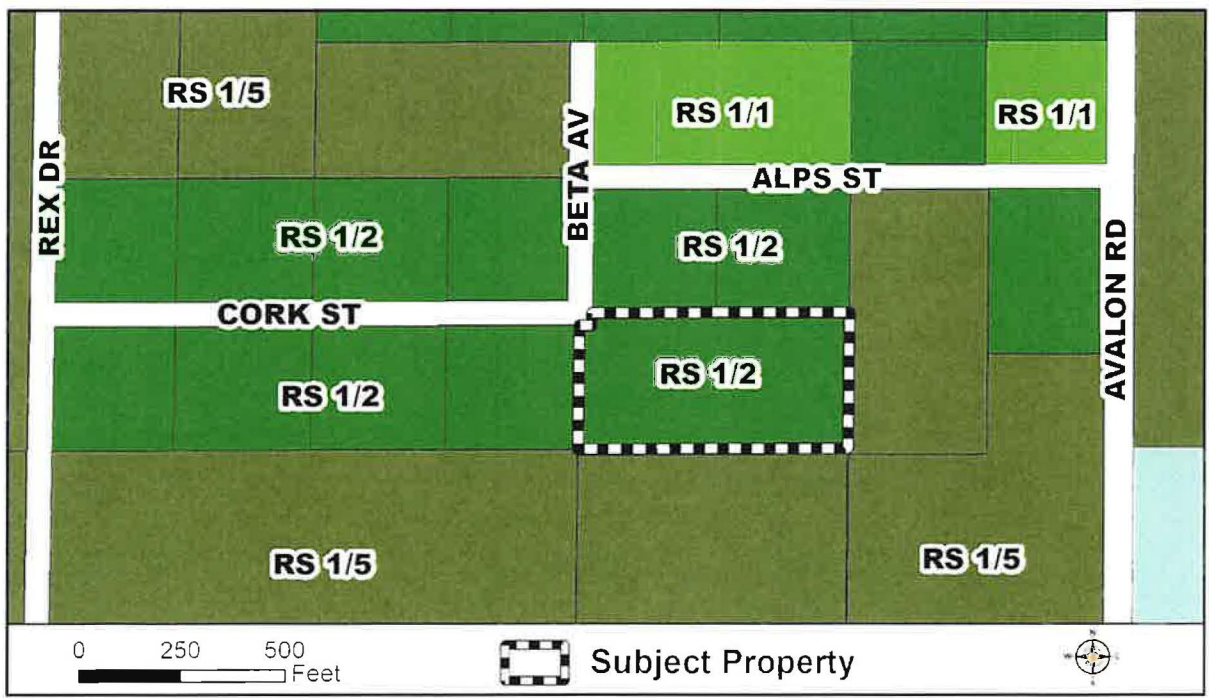 RS 1/5
RS 1/1
RS 1/1
REX DR
BETA AV
ALPS ST
RS 1/2
RS 1/2
AVALON RD
CORK ST
RS 1/2
RS 1/2
RS 1/5
RS 1/5
0 250 500
Feet
Subject Property